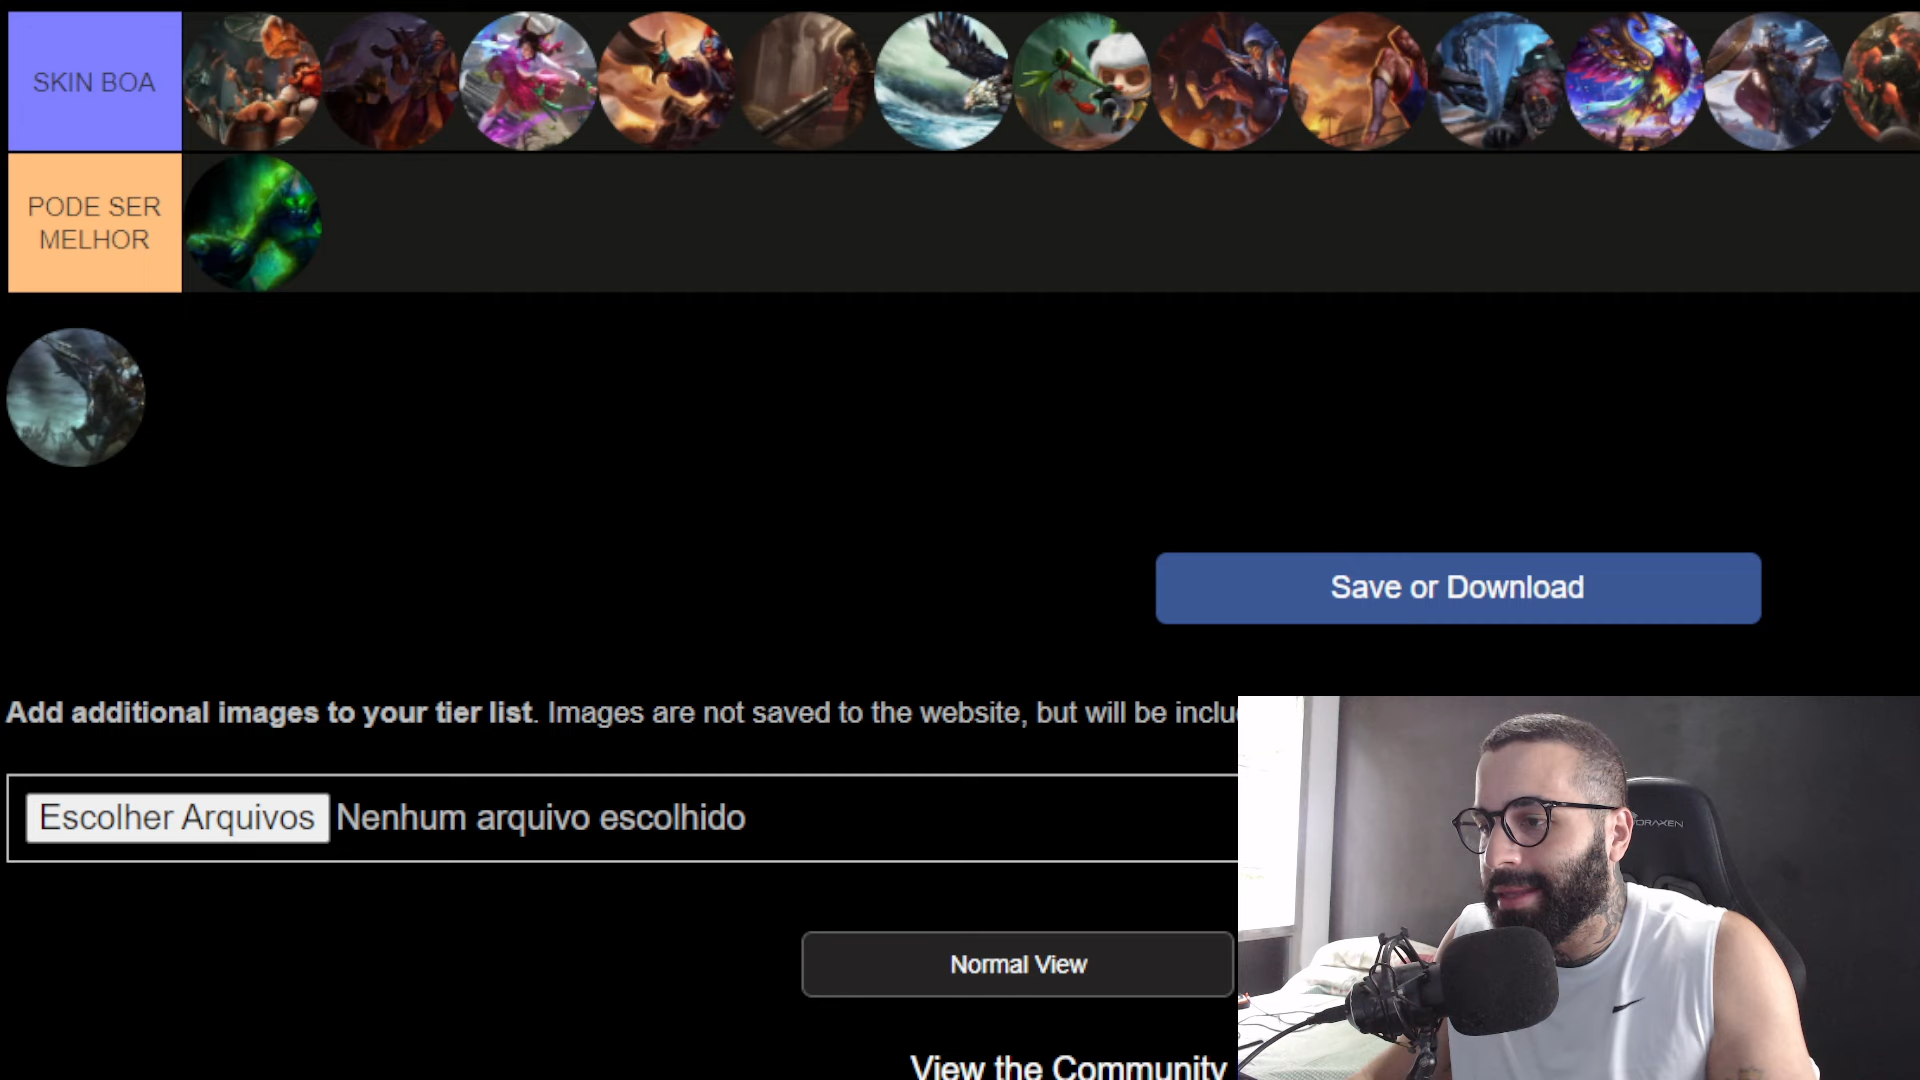 SKIN BOA
PODE SER
MELHOR
Save or Download
Add additional images to your tier list. Images are not saved to the website, but will be inclu
Escolher Arquivos Nenhum arquivo escolhido
DRAXEN
Normal View
View the Community